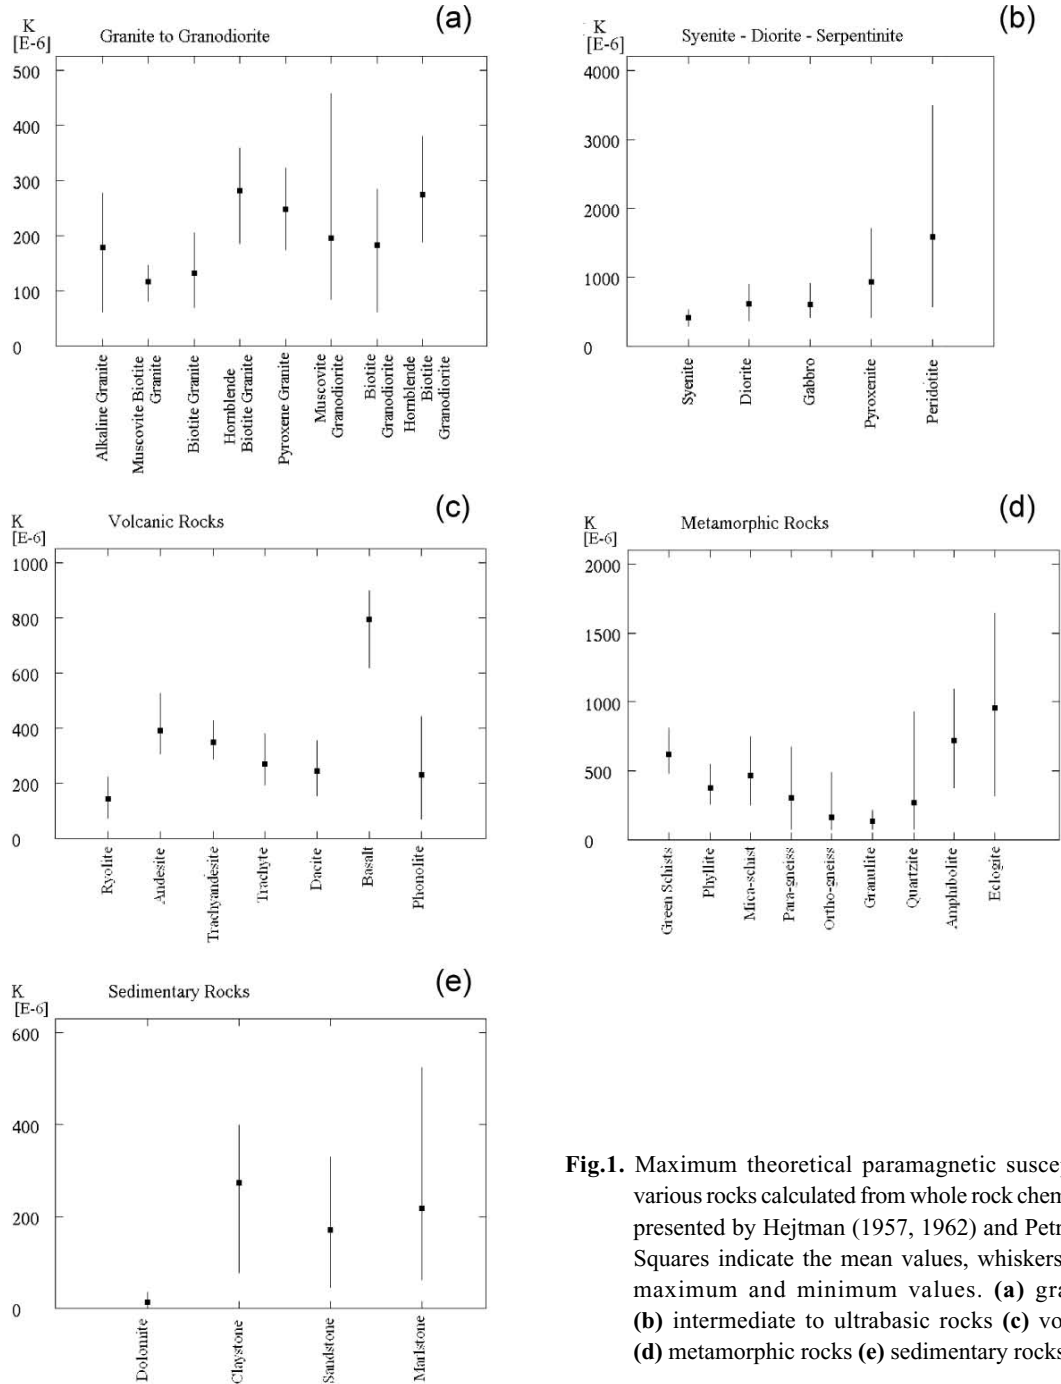 (a)
K
[E-6]
Granite to Granodiorite
500
400
300
200
100
0
Alkaline Granite
Muscovite Biotite
Granite
Biotite Granite
Hornblende
Biotite Granite
Pyroxene Granite
Muscovite
Granodiorite
Biotite
Granodiorite
Hornblende
Biotite
Granodiorite
(b)
K
[E-6]
Syenite - Diorite - Serpentinite
4000
3000
2000
1000
0
Syenite
Diorite
Gabbro
Pyroxenite
Peridotite
(c)
K
[E-6]
Volcanic Rocks
1000
800
600
400
200
0
Ryolite
Andesite
Trachyandesite
Trachyte
Dacite
Basalt
Phonolite
(d)
K
[E-6]
Metamorphic Rocks
2000
1500
1000
500
0
Green Schists
Phyllite
Mica-schist
Para-gneiss
Ortho-gneiss
Granulite
Quartzite
Amphibolite
Eclogite
(e)
K
[E-6]
Sedimentary Rocks
600
400
200
0
Dolomite
Claystone
Sandstone
Marlstone
Fig.1. Maximum theoretical paramagnetic suscep
various rocks calculated from whole rock chem
presented by Hejtman (1957, 1962) and Petr
Squares indicate the mean values, whiskers
maximum and minimum values. (a) gra
(b) intermediate to ultrabasic rocks (c) vo
(d) metamorphic rocks (e) sedimentary rocks